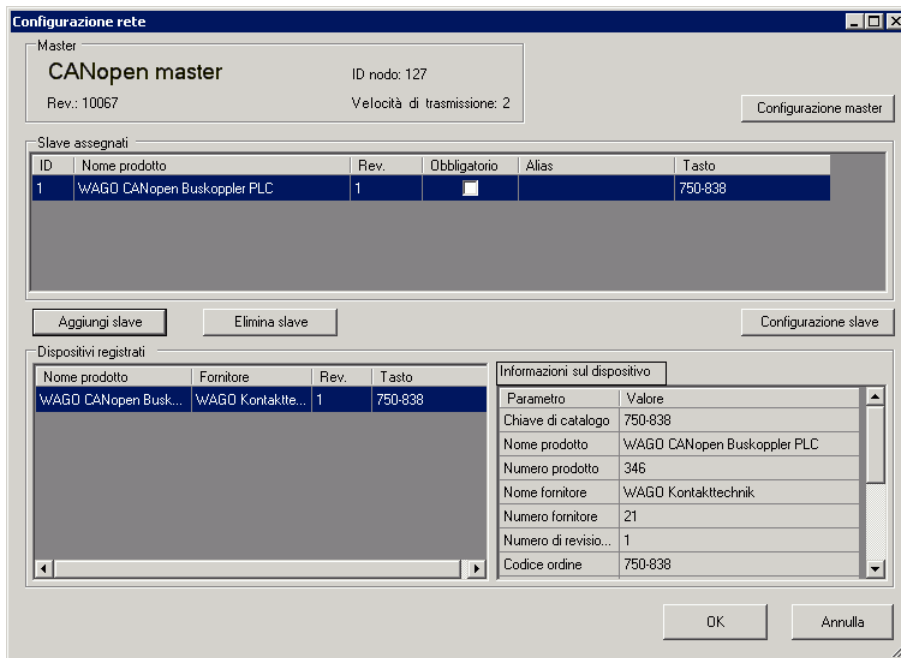 Configurazione rete
Master
CANopen master
ID nodo: 127
Rev.: 10067
Velocità di trasmissione: 2
Configurazione master
Slave assegnati
ID Nome prodotto Rev. Obbligatorio Alias Tasto
1 WAGO CANopen Buskoppler PLC 1 750-838
Aggiungi slave Elimina slave Configurazione slave
Dispositivi registrati
Nome prodotto Fornitore Rev. Tasto
WAGO CANopen Busk... WAGO Kontaktte... 1 750-838
Informazioni sul dispositivo
Parametro Valore
Chiave di catalogo 750-838
Nome prodotto WAGO CANopen Buskoppler PLC
Numero prodotto 346
Nome fornitore WAGO Kontakttechnik
Numero fornitore 21
Numero di revisio... 1
Codice ordine 750-838
OK Annulla